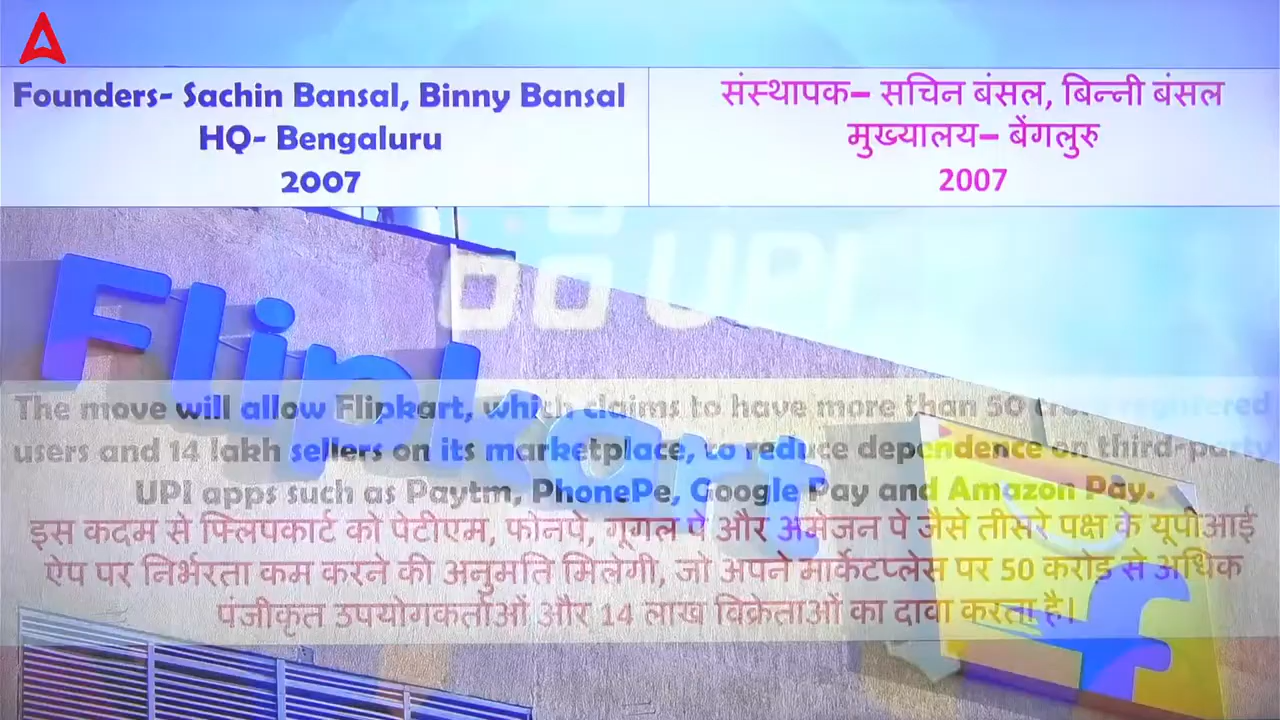 Founders- Sachin Bansal, Binny Bansal
HQ- Bengaluru
2007
संस्थापक– सचिन बंसल, बिन्नी बंसल
मुख्यालय– बेंगलुरु
2007
UPI
Flipkart
The move will allow Flipkart, which claims to have more than 50 crore registered
users and 14 lakh sellers on its marketplace, to reduce dependence on third-party
UPI apps such as Paytm, PhonePe, Google Pay and Amazon Pay.
इस कदम से फ्लिपकार्ट को पेटीएम, फोनपे, गूगल पे और अमेजन पे जैसे तीसरे पक्ष के यूपीआई
ऐप पर निर्भरता कम करने की अनुमति मिलेगी, जो अपने मार्केटप्लेस पर 50 करोड़ से अधिक
पंजीकृत उपयोगकर्ताओं और 14 लाख विक्रेताओं का दावा करता है।
f